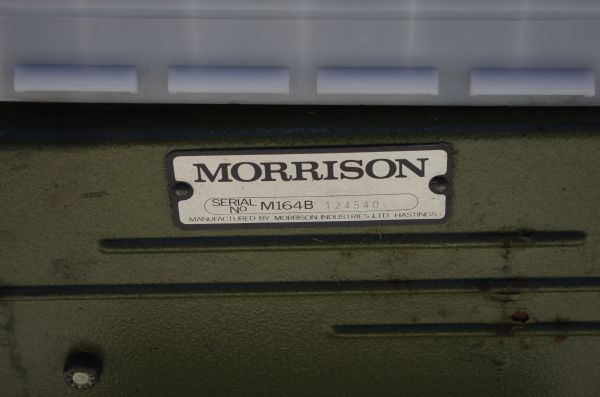 MORRISON
SERIAL No M164B 124540
MANUFACTURED BY MORRISON INDUSTRIES LTD HASTINGS